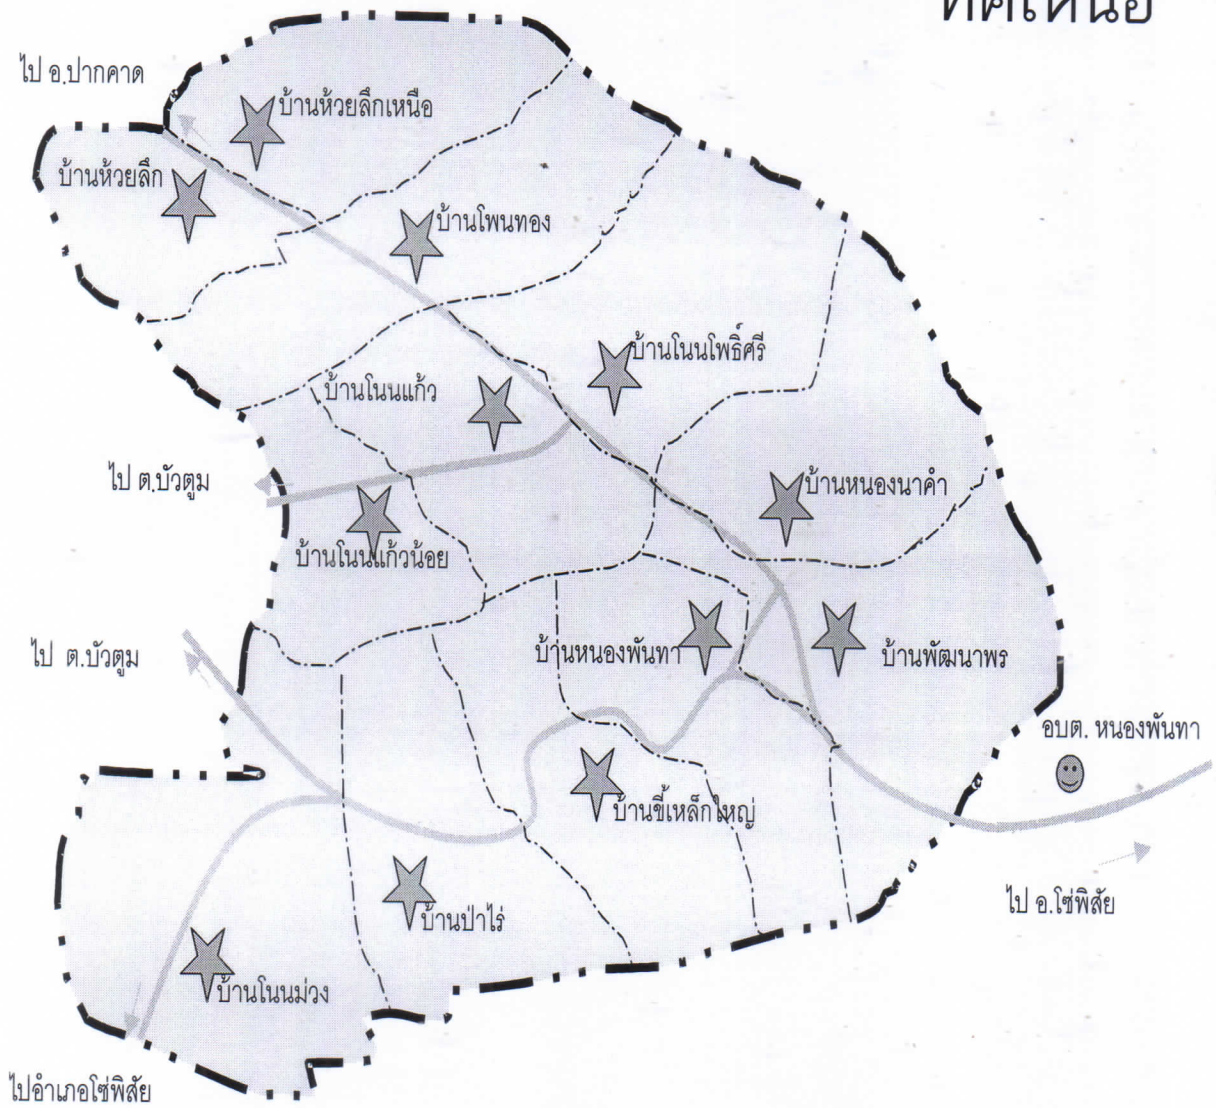 ทิศเหนือ
ไป อ.ปากคาด
บ้านห้วยลึกเหนือ
บ้านห้วยลึก
บ้านโพนทอง
บ้านโนนโพธิ์ศรี
บ้านโนนแก้ว
ไป ต.บัวตูม
บ้านหนองนาคำ
บ้านโนนแก้วน้อย
ไป ต.บัวตูม
บ้านหนองพันทา
บ้านพัฒนาพร
อบต. หนองพันทา
บ้านขี้เหล็กใหญ่
ไป อ.โซ่พิสัย
บ้านป่าไร่
บ้านโนนม่วง
ไปอำเภอโซ่พิสัย